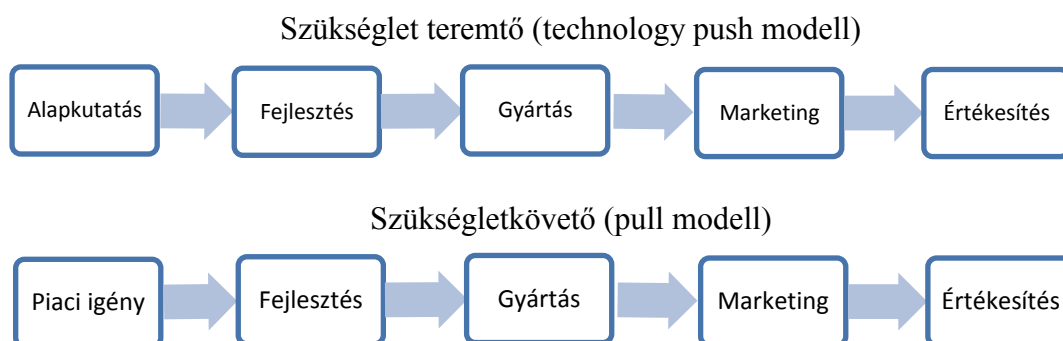 Szükséglet teremtő (technology push modell)
Alapkutatás
Fejlesztés
Gyártás
Marketing
Értékesítés
Szükségletkövető (pull modell)
Piaci igény
Fejlesztés
Gyártás
Marketing
Értékesítés